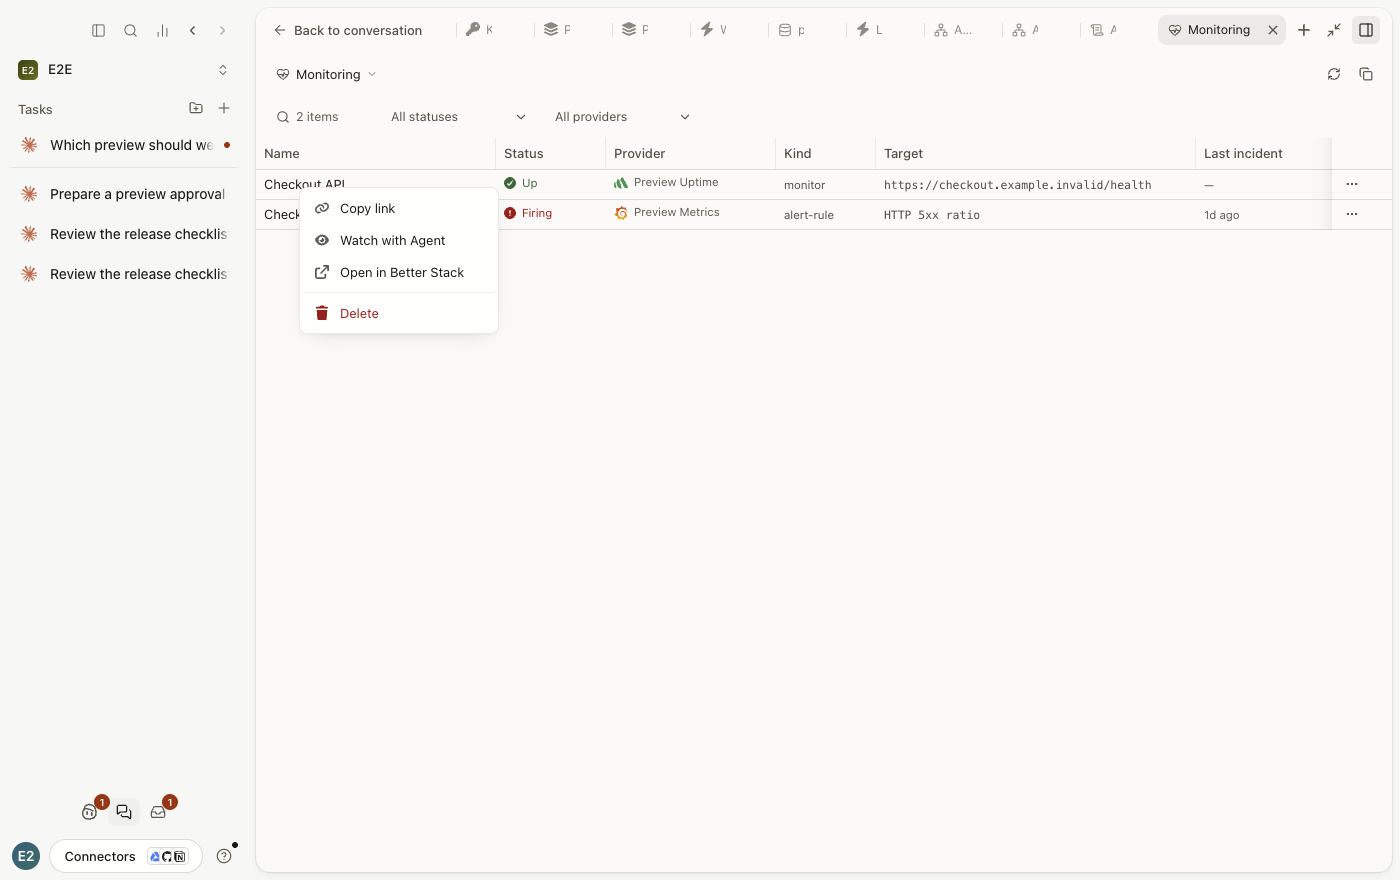 Back to conversation
K
P
P
V
p
L
A...
A
A
Monitoring
E2 E2E
Tasks
Which preview should we
Prepare a preview approval
Review the release checklis
Review the release checklis
Monitoring
2 items
All statuses
All providers
Name Status Provider Kind Target Last incident
Checkout API Up Preview Uptime monitor https://checkout.example.invalid/health —
Check Firing Preview Metrics alert-rule HTTP 5xx ratio 1d ago
Copy link
Watch with Agent
Open in Better Stack
Delete
1
1
E2 Connectors